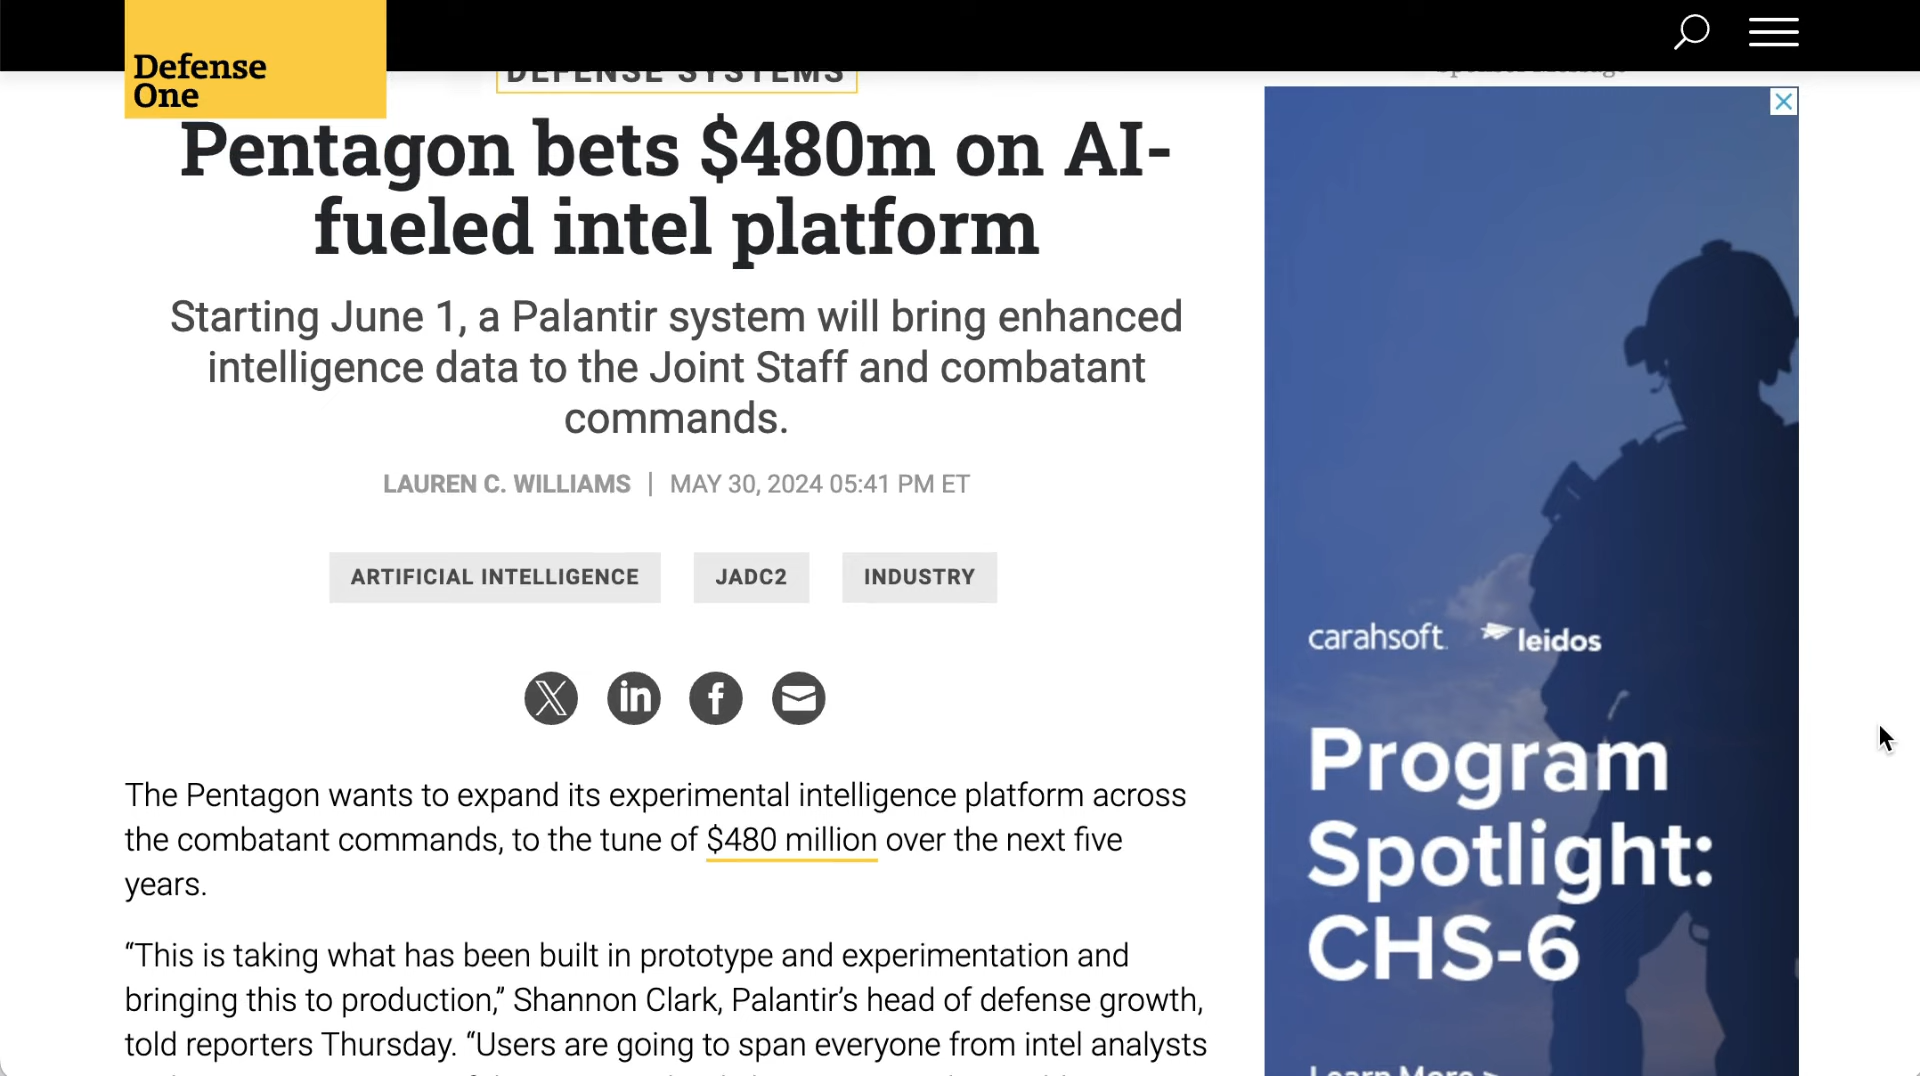 Defense
One
DEFENSE SYSTEMS
Pentagon bets $480m on AI-
fueled intel platform
Starting June 1, a Palantir system will bring enhanced
intelligence data to the Joint Staff and combatant
commands.
LAUREN C. WILLIAMS | MAY 30, 2024 05:41 PM ET
ARTIFICIAL INTELLIGENCE
JADC2
INDUSTRY
The Pentagon wants to expand its experimental intelligence platform across
the combatant commands, to the tune of $480 million over the next five
years.
“This is taking what has been built in prototype and experimentation and
bringing this to production,” Shannon Clark, Palantir’s head of defense growth,
told reporters Thursday. “Users are going to span everyone from intel analysts
carahsoft.
leidos
Program
Spotlight:
CHS-6
Learn More >